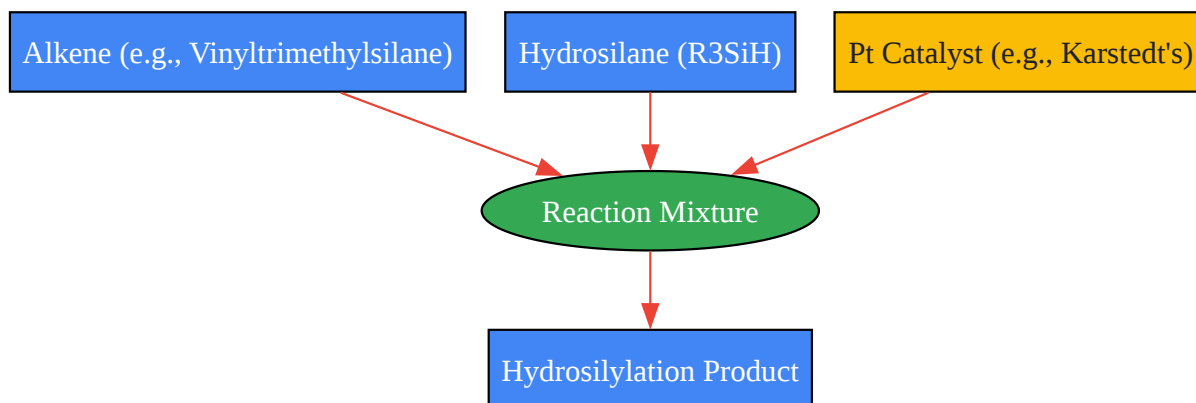 Alkene (e.g., Vinyltrimethylsilane)
Hydrosilane (R3SiH)
Pt Catalyst (e.g., Karstedt's)
Reaction Mixture
Hydrosilylation Product